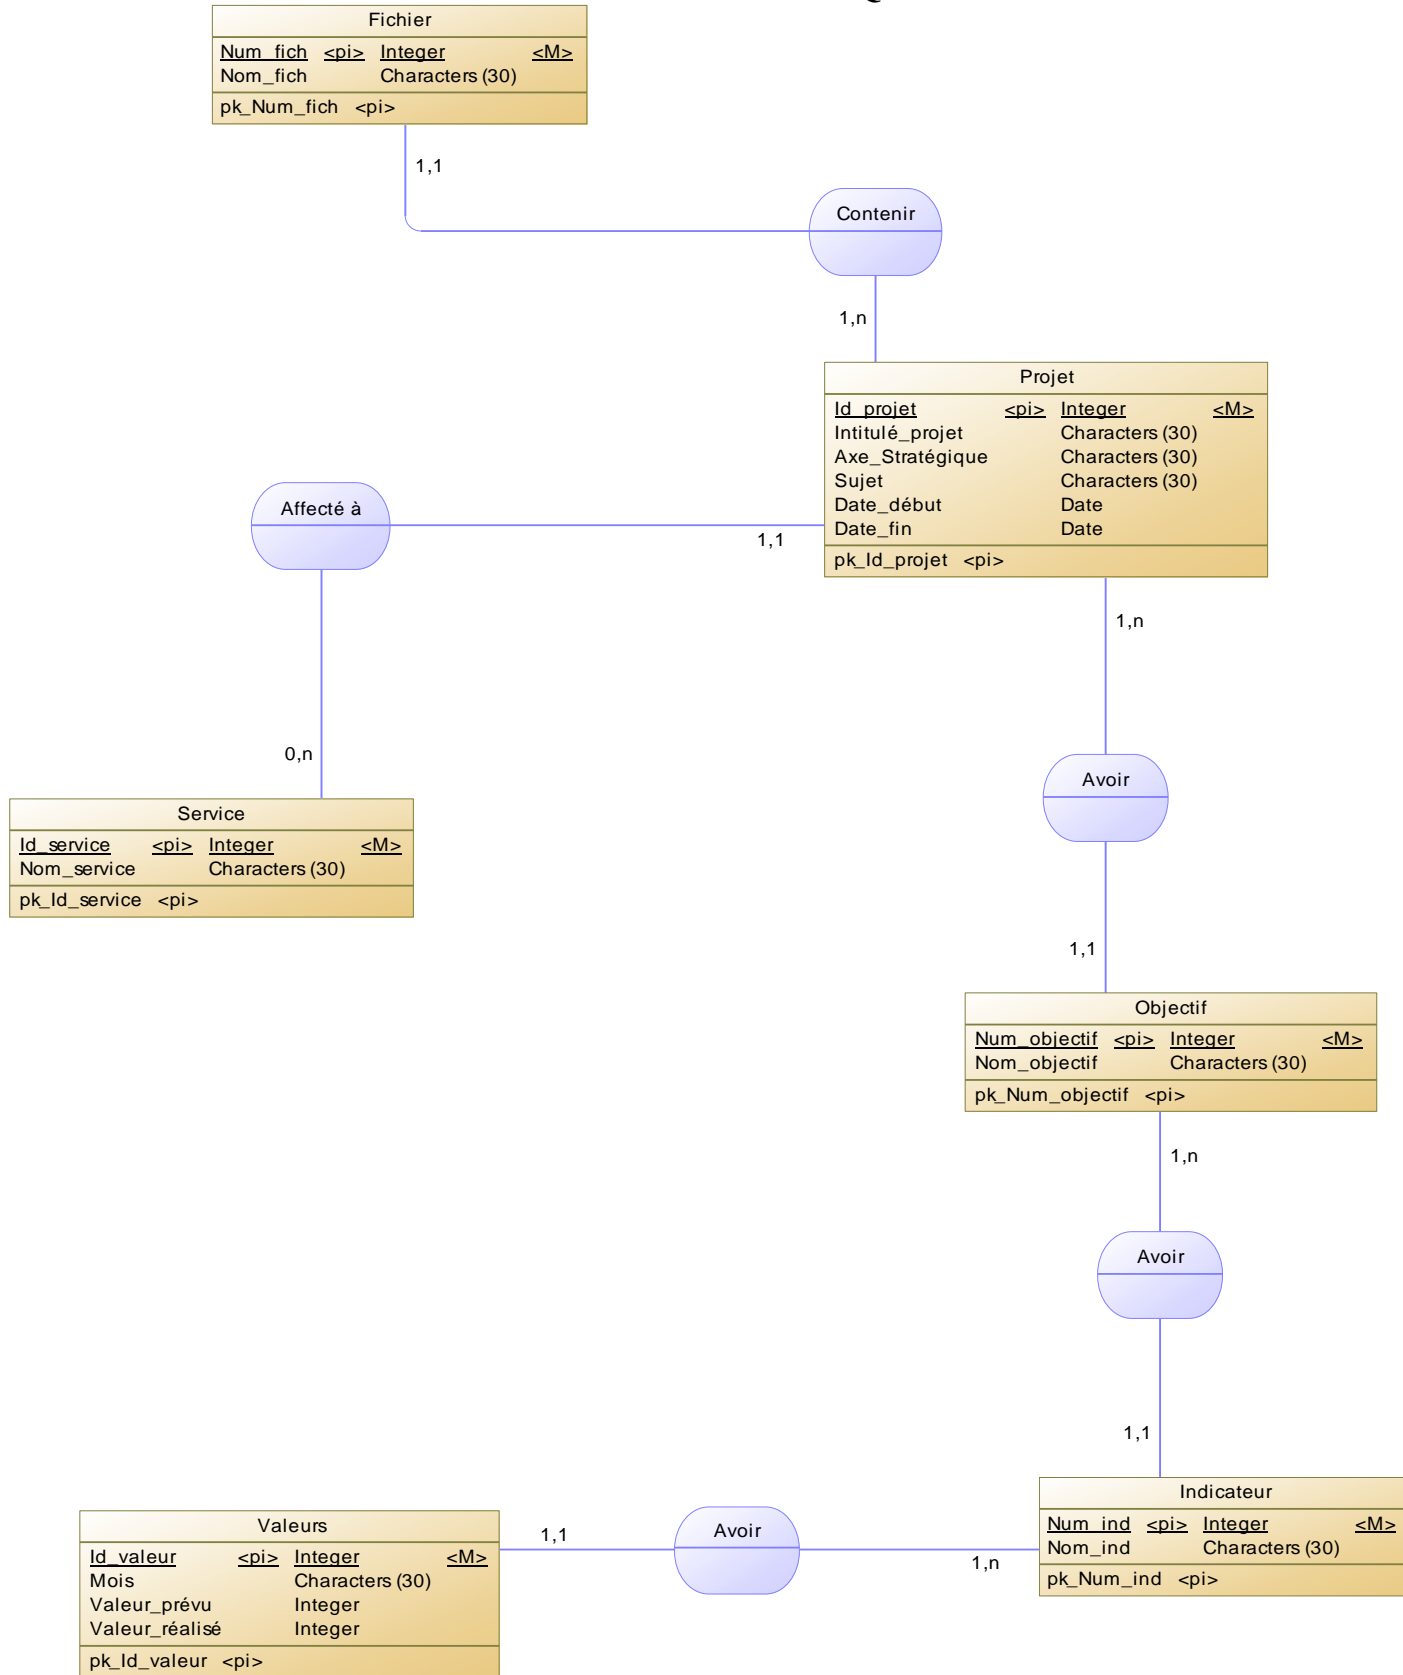 Q
Fichier
Num_fich <pi> Integer <M>
Nom_fich Characters (30)
pk_Num_fich <pi>
1,1
Contenir
1,n
Projet
Id_projet <pi> Integer <M>
Intitulé_projet Characters (30)
Axe_Stratégique Characters (30)
Sujet Characters (30)
Date_début Date
Date_fin Date
pk_Id_projet <pi>
Affecté à
1,1
1,n
0,n
Avoir
Service
Id_service <pi> Integer <M>
Nom_service Characters (30)
pk_Id_service <pi>
1,1
Objectif
Num_objectif <pi> Integer <M>
Nom_objectif Characters (30)
pk_Num_objectif <pi>
1,n
Avoir
1,1
Indicateur
Num_ind <pi> Integer <M>
Nom_ind Characters (30)
pk_Num_ind <pi>
1,n
Avoir
1,1
Valeurs
Id_valeur <pi> Integer <M>
Mois Characters (30)
Valeur_prévu Integer
Valeur_réalisé Integer
pk_Id_valeur <pi>